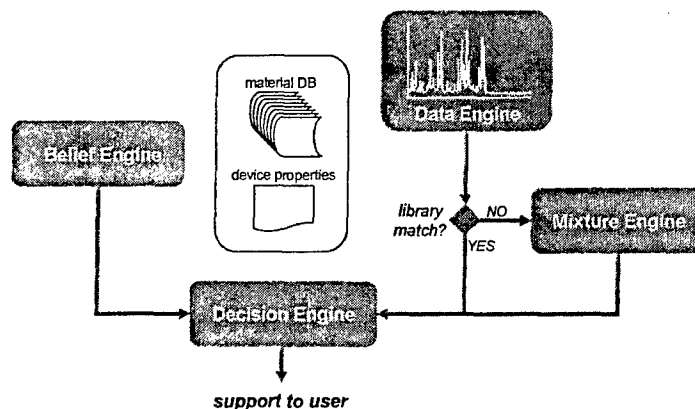 material DB
device properties
Data Engine
Belief Engine
library
match?
NO
YES
Mixture Engine
Decision Engine
support to user